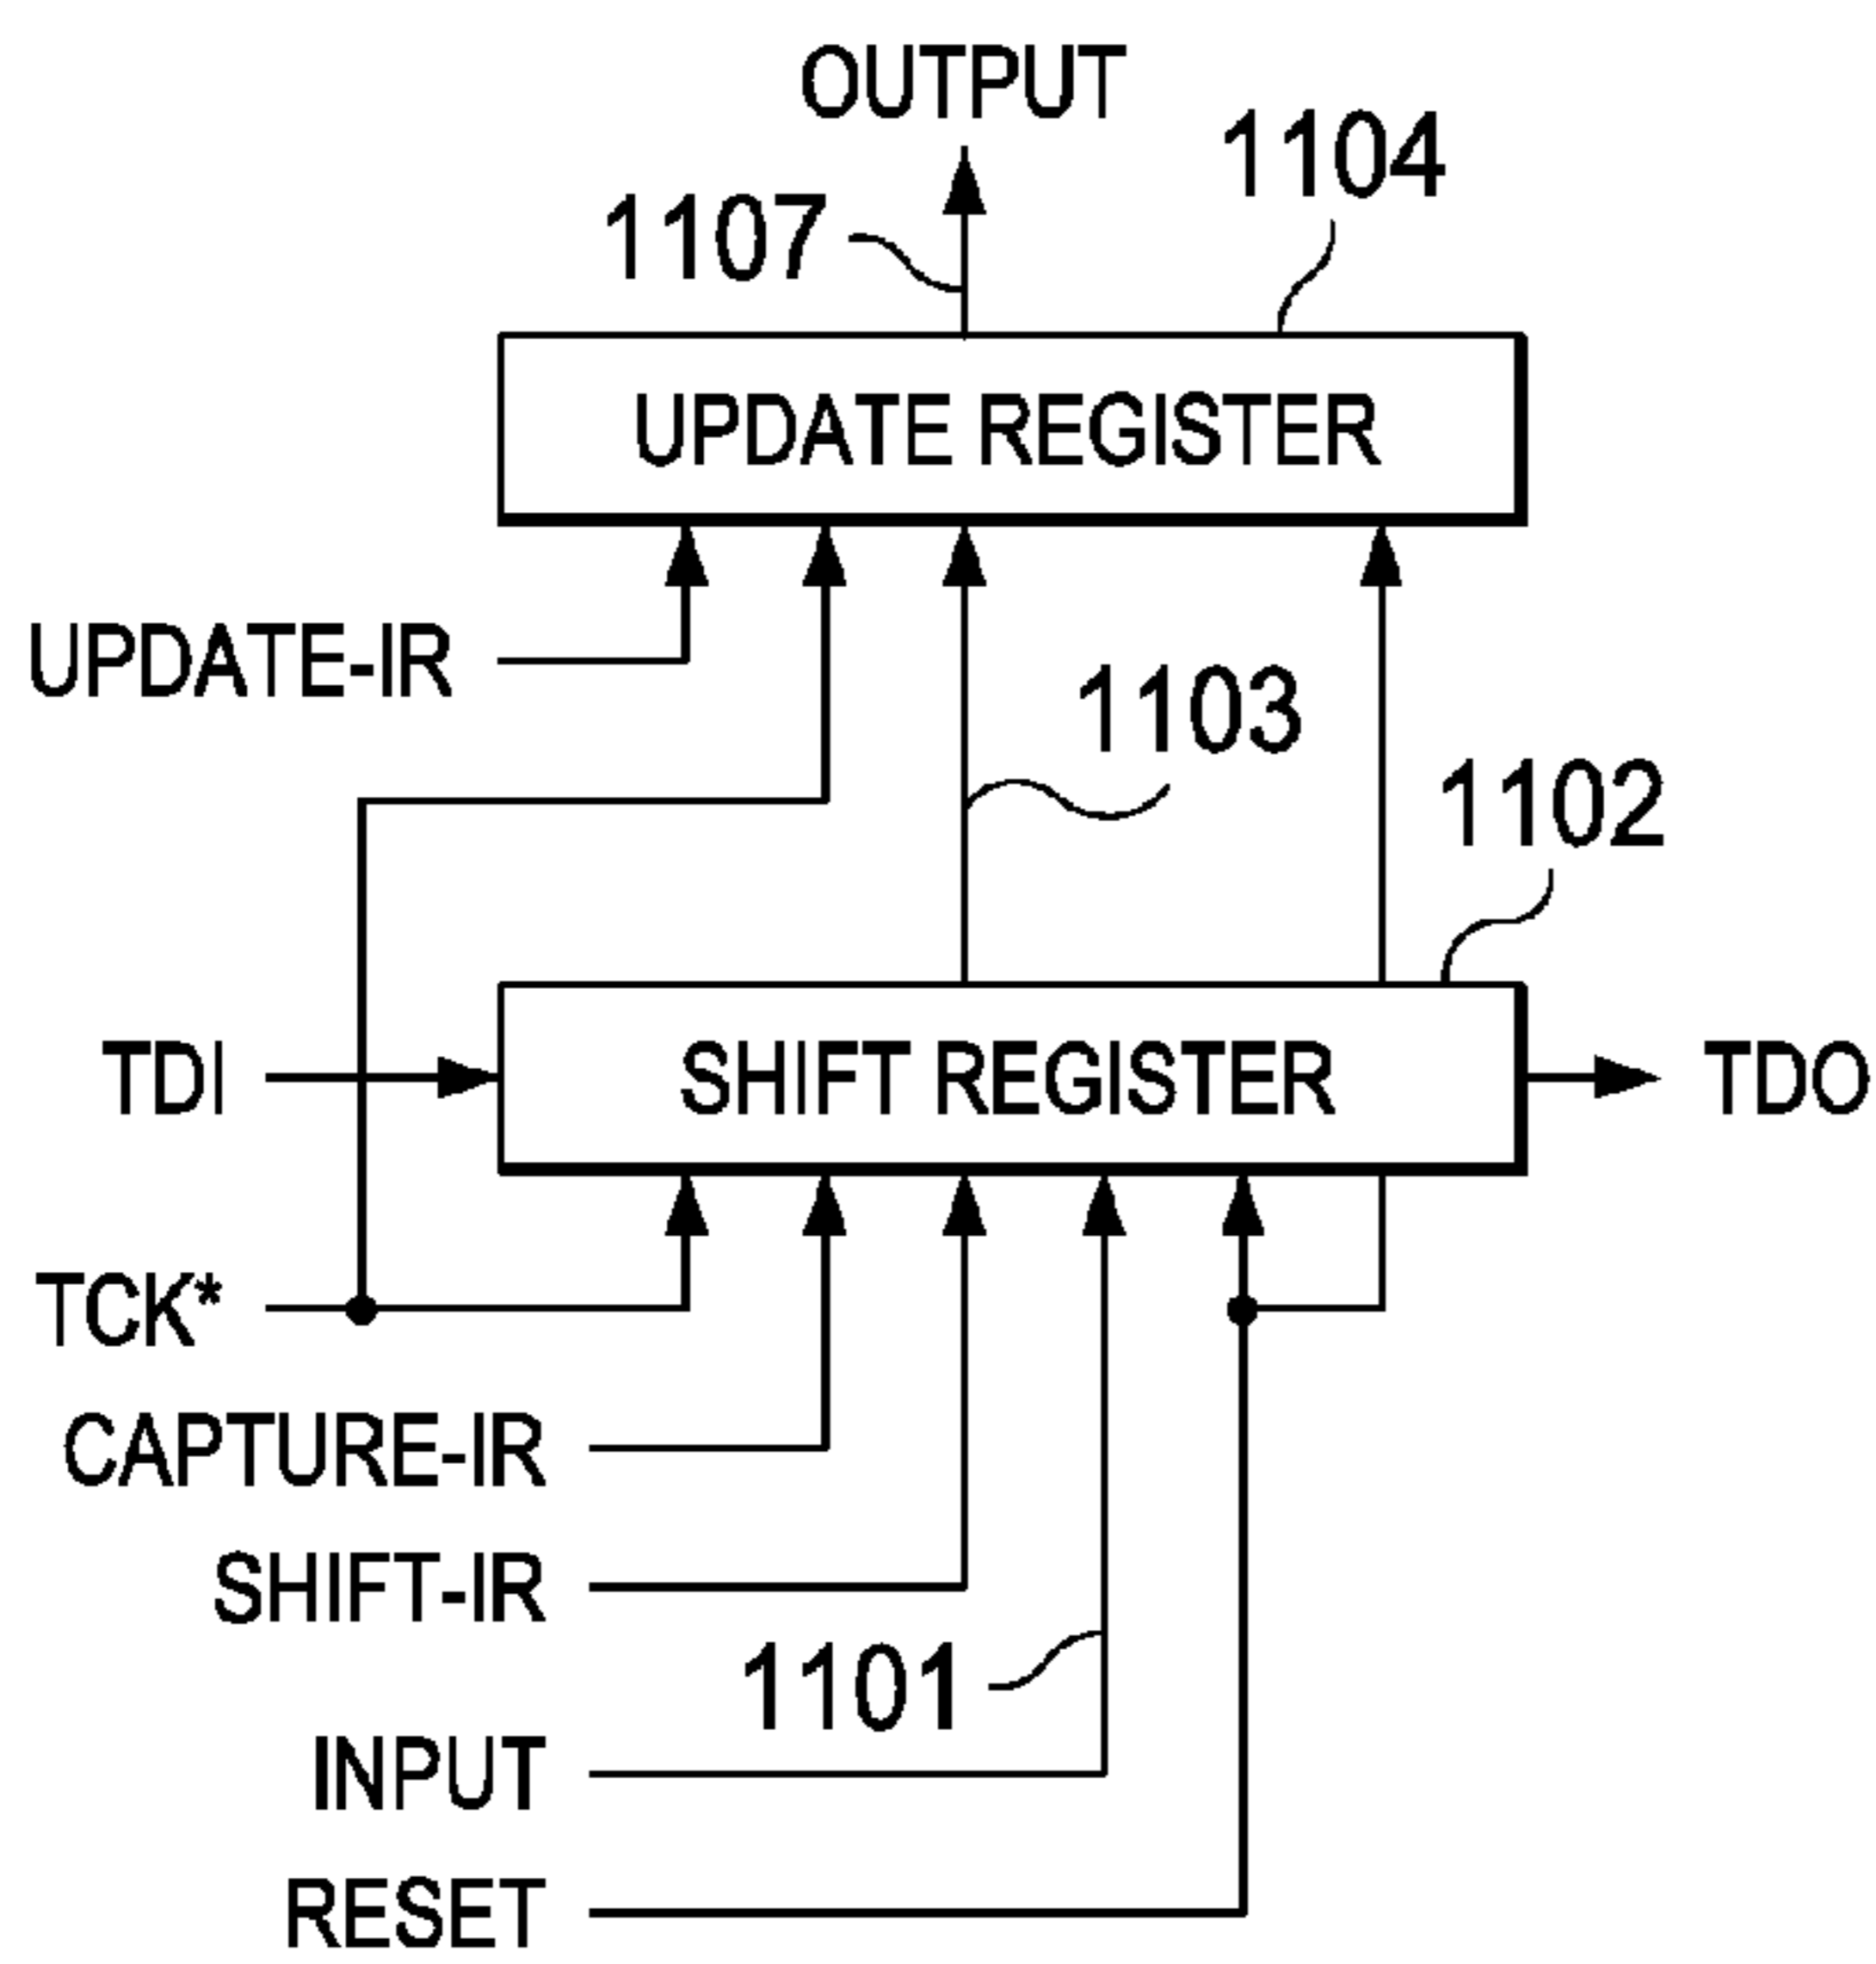 OUTPUT
1104
1107
UPDATE REGISTER
UPDATE-IR
1103
1102
TDI
SHIFT REGISTER
TDO
TCK*
CAPTURE-IR
SHIFT-IR
1101
INPUT
RESET